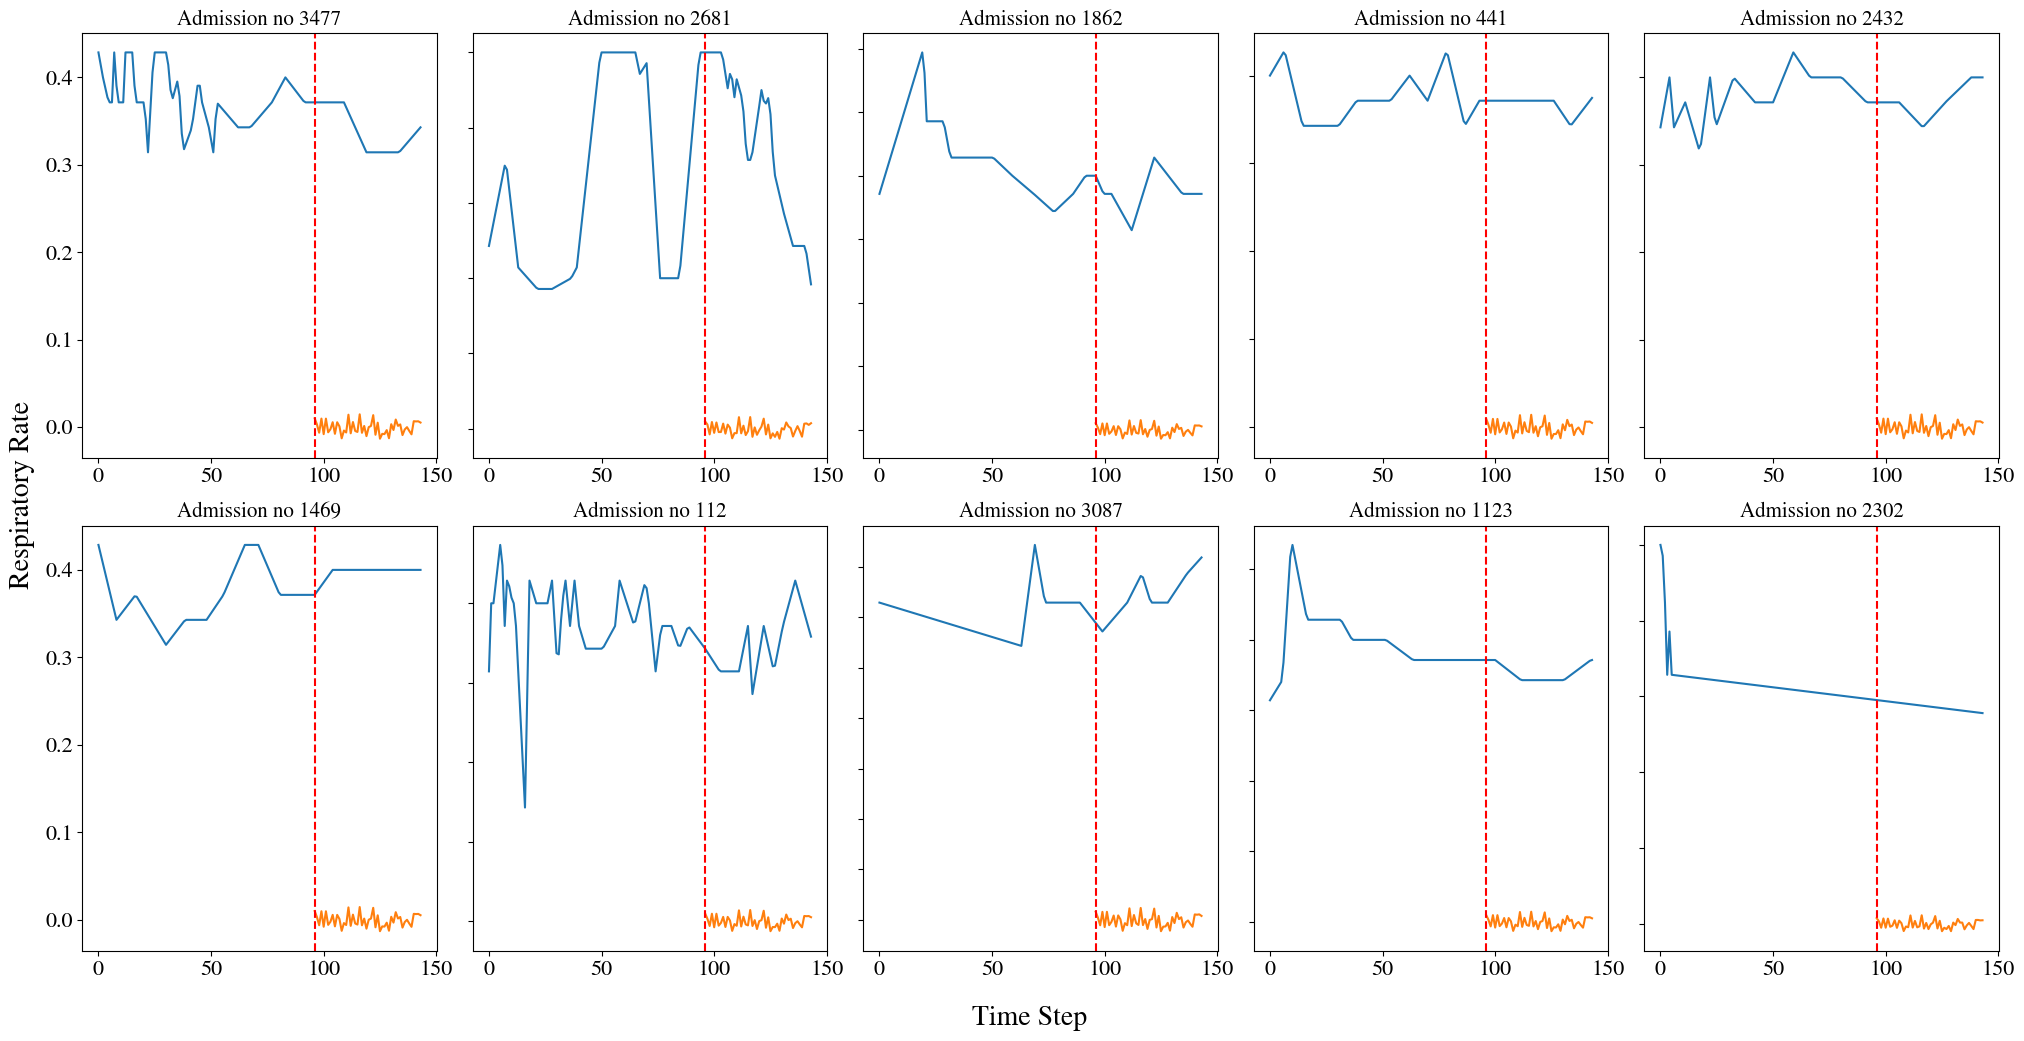 Admission no 3477
Admission no 2681
Admission no 1862
Admission no 441
Admission no 2432
0.4
0.3
0.2
0.1
0.0
0 50 100 150
0 50 100 150
0 50 100 150
0 50 100 150
0 50 100 150
Respiratory Rate
Admission no 1469
Admission no 112
Admission no 3087
Admission no 1123
Admission no 2302
0.4
0.3
0.2
0.1
0.0
0 50 100 150
0 50 100 150
0 50 100 150
0 50 100 150
0 50 100 150
Time Step